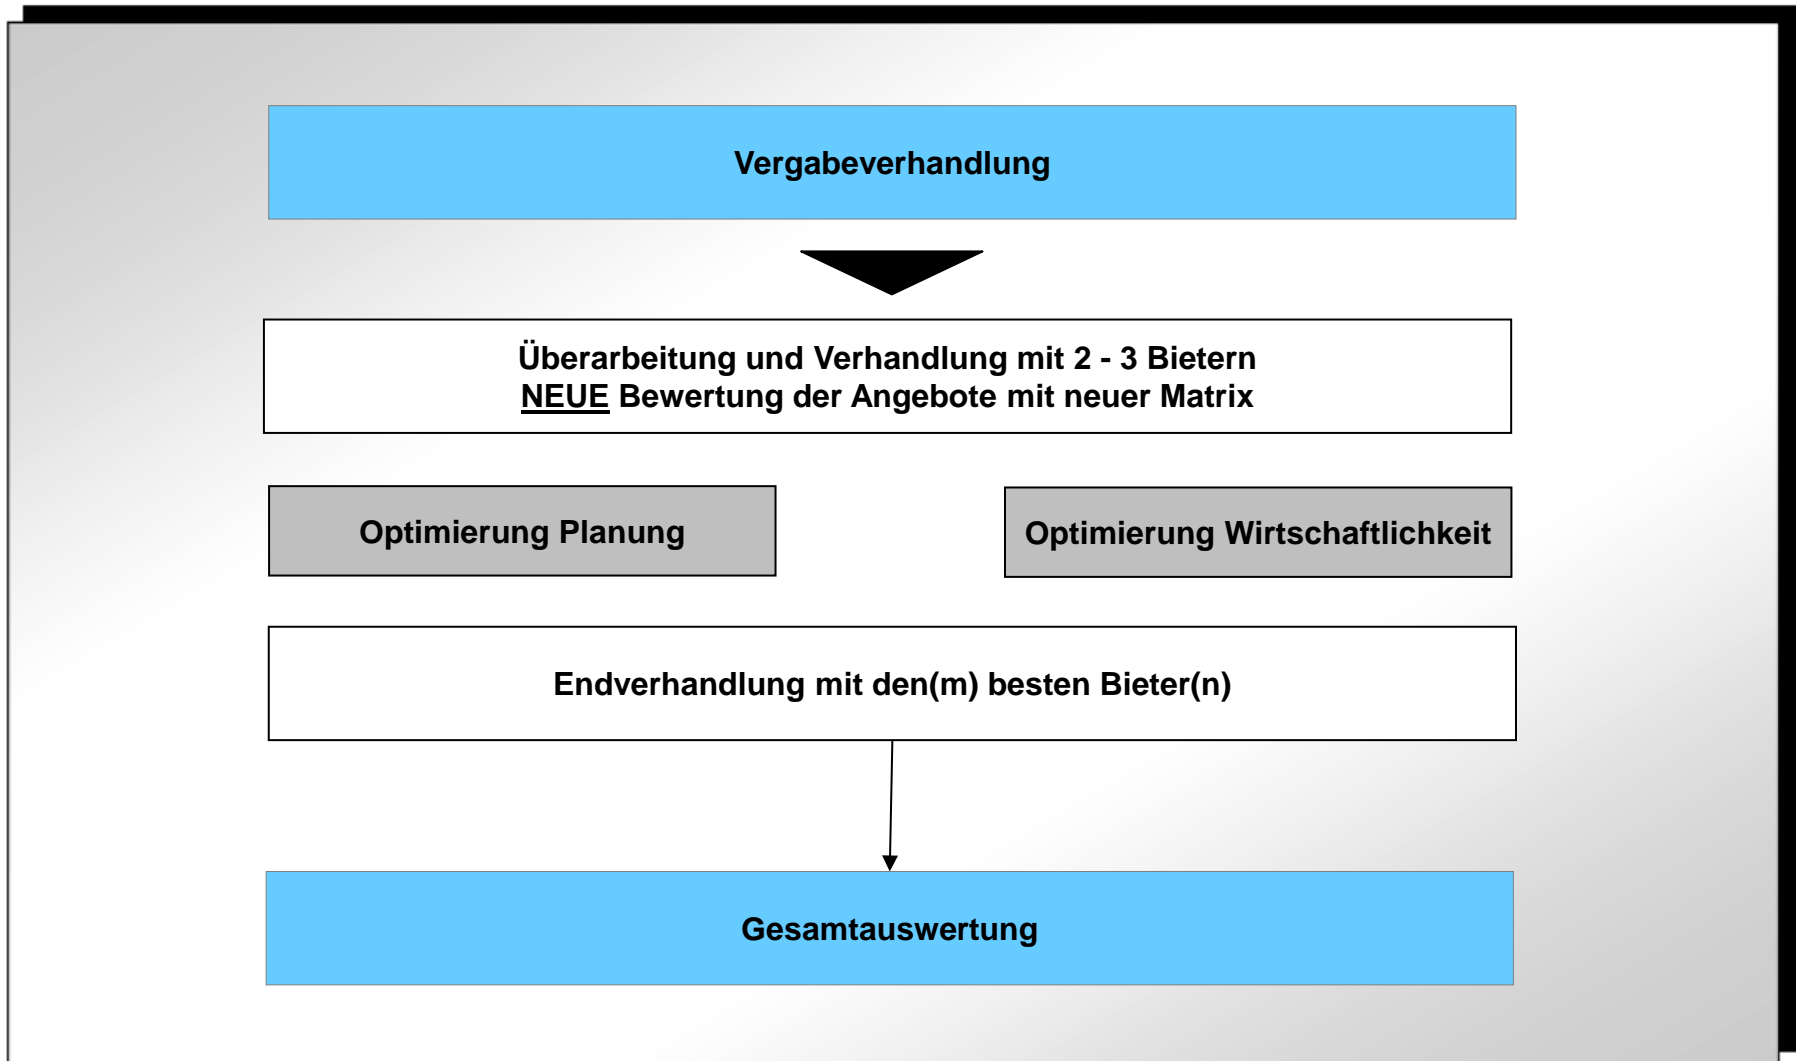 Vergabeverhandlung
Überarbeitung und Verhandlung mit 2 - 3 Bietern
NEUE Bewertung der Angebote mit neuer Matrix
Optimierung Planung
Optimierung Wirtschaftlichkeit
Endverhandlung mit den(m) besten Bieter(n)
Gesamtauswertung